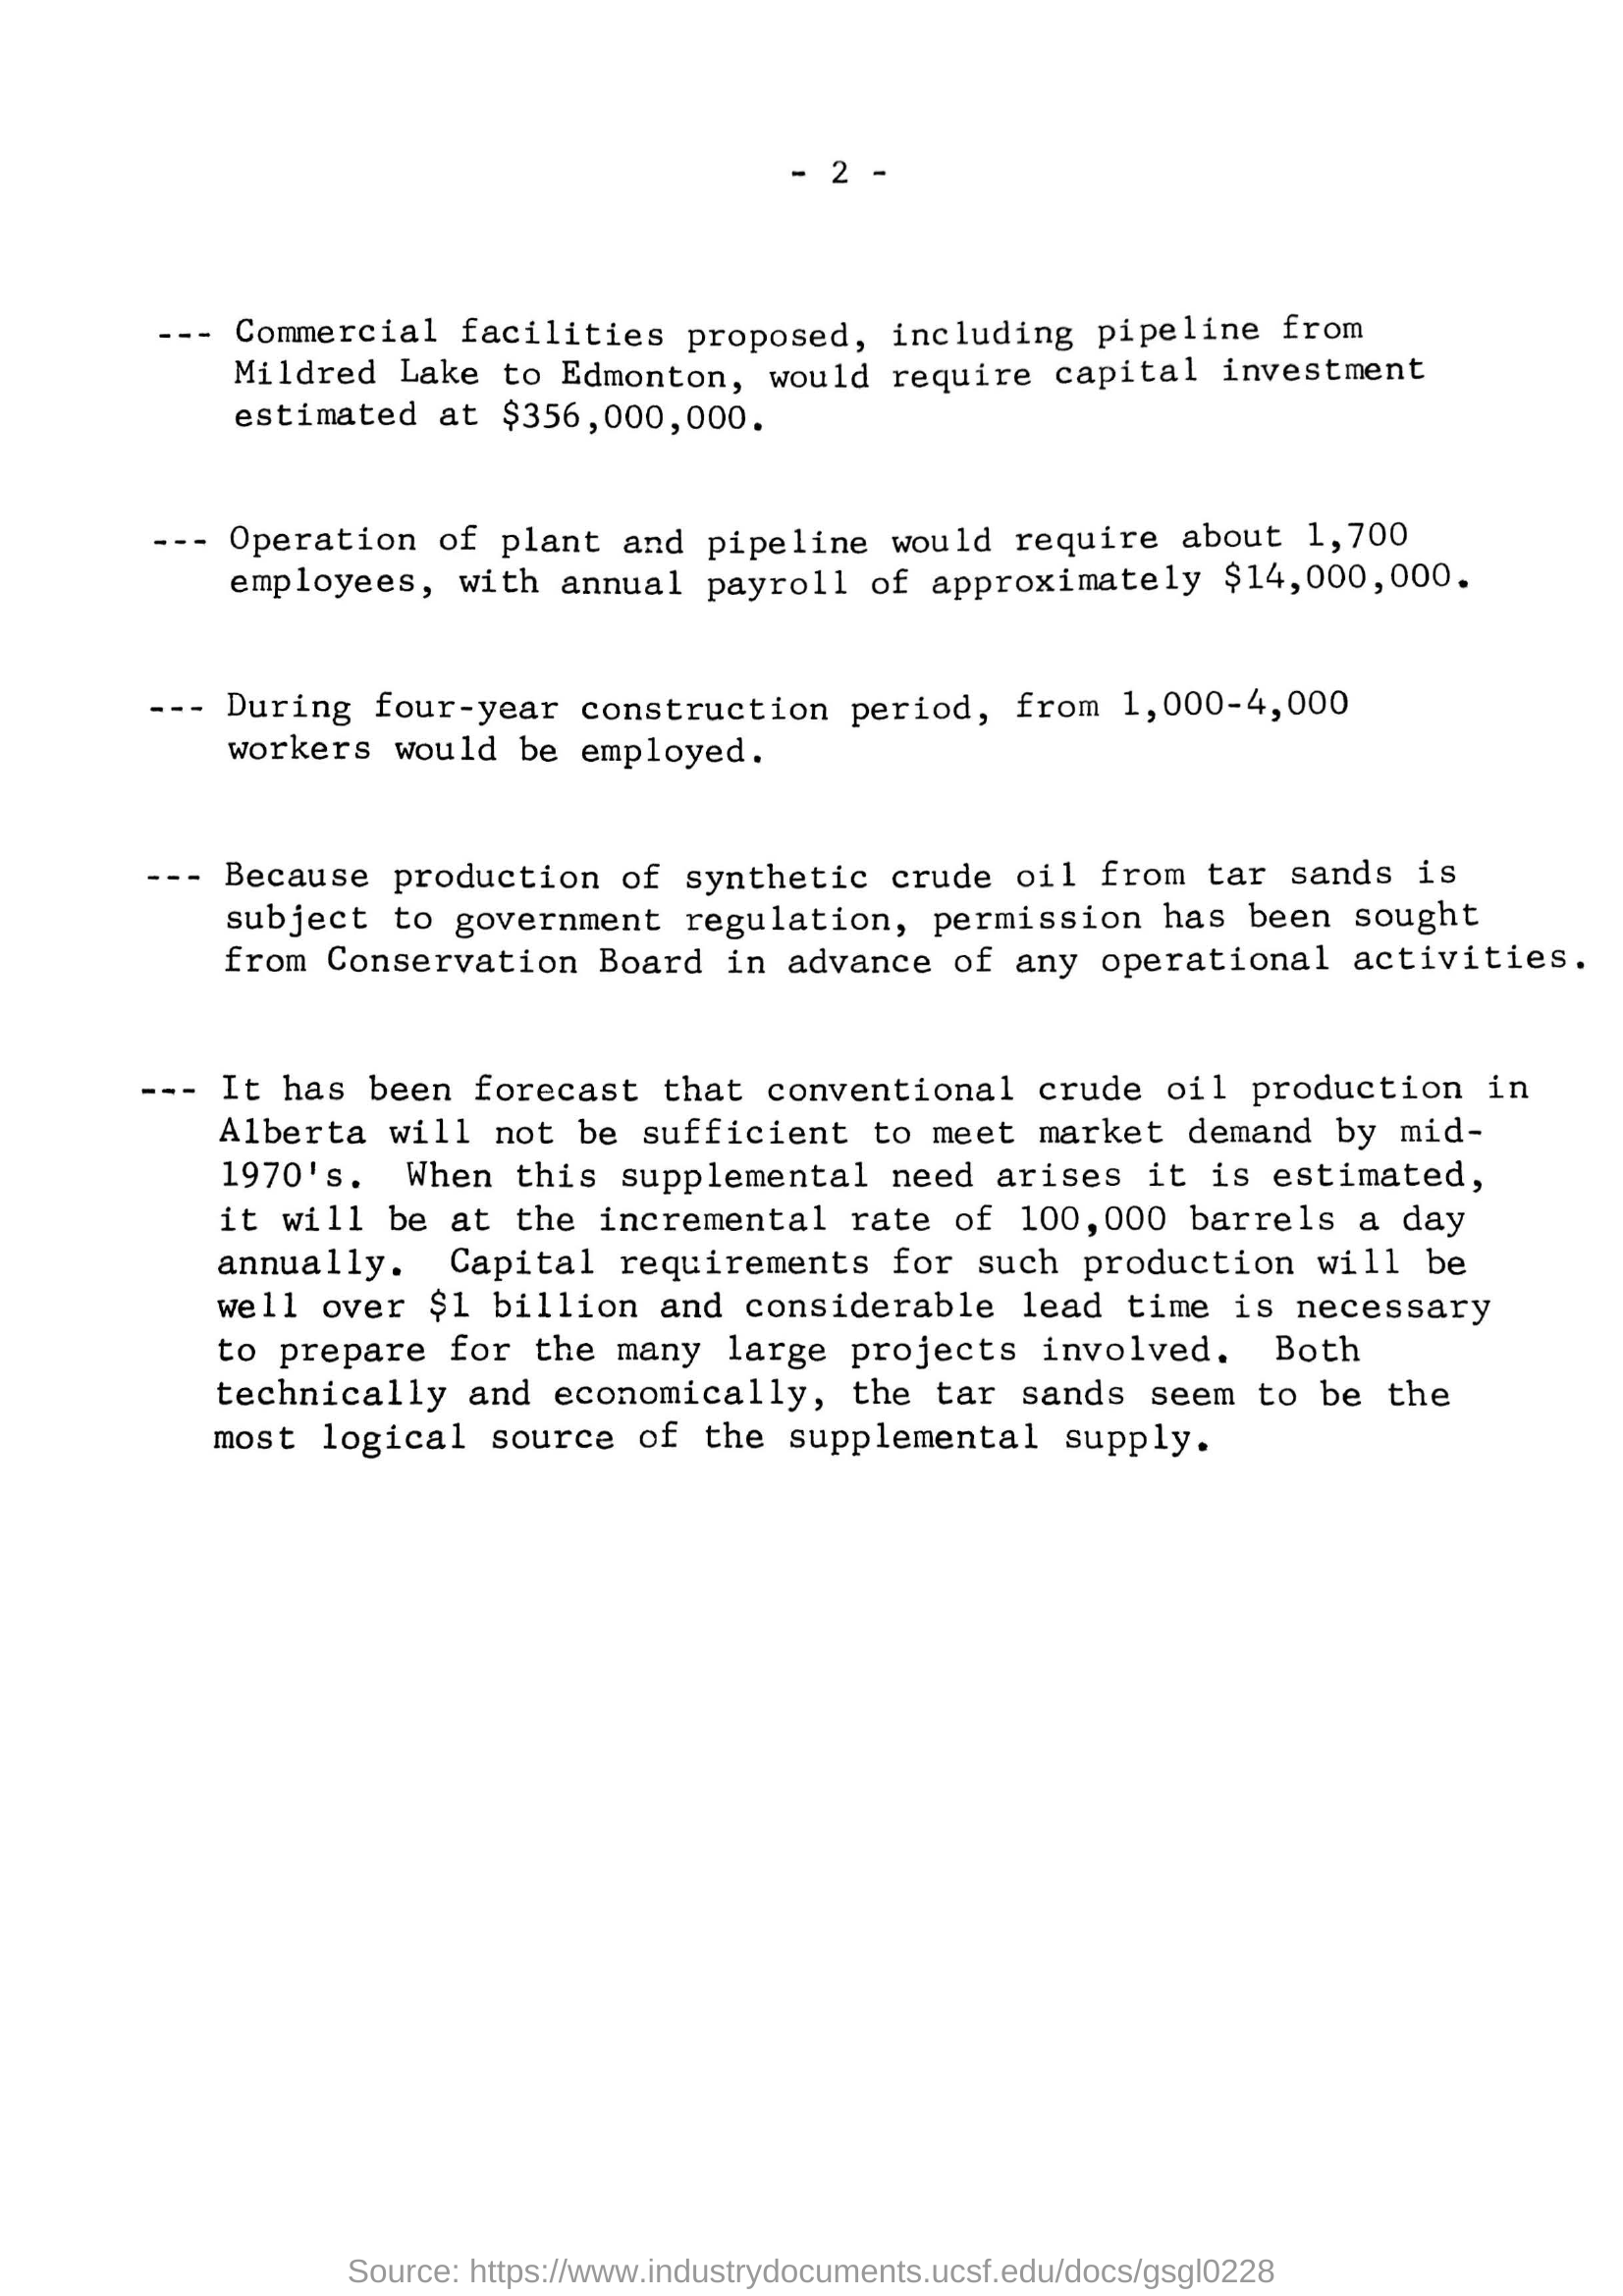 - 2 -
--- Commercial facilities proposed, including pipeline from
Mildred Lake to Edmonton, would require capital investment
estimated at $356,000,000.
--- Operation of plant and pipeline would require about 1,700
employees, with annual payroll of approximately $14,000,000.
--- During four-year construction period, from 1,000-4,000
workers would be employed.
--- Because production of synthetic crude oil from tar sands is
subject to government regulation, permission has been sought
from Conservation Board in advance of any operational activities.
--- It has been forecast that conventional crude oil production in
Alberta will not be sufficient to meet market demand by mid-
1970's. When this supplemental need arises it is estimated,
it will be at the incremental rate of 100,000 barrels a day
annually. Capital requirements for such production will be
well over $1 billion and considerable lead time is necessary
to prepare for the many large projects involved. Both
technically and economically, the tar sands seem to be the
most logical source of the supplemental supply.
Source: https://www.industrydocuments.ucsf.edu/docs/gsgl0228